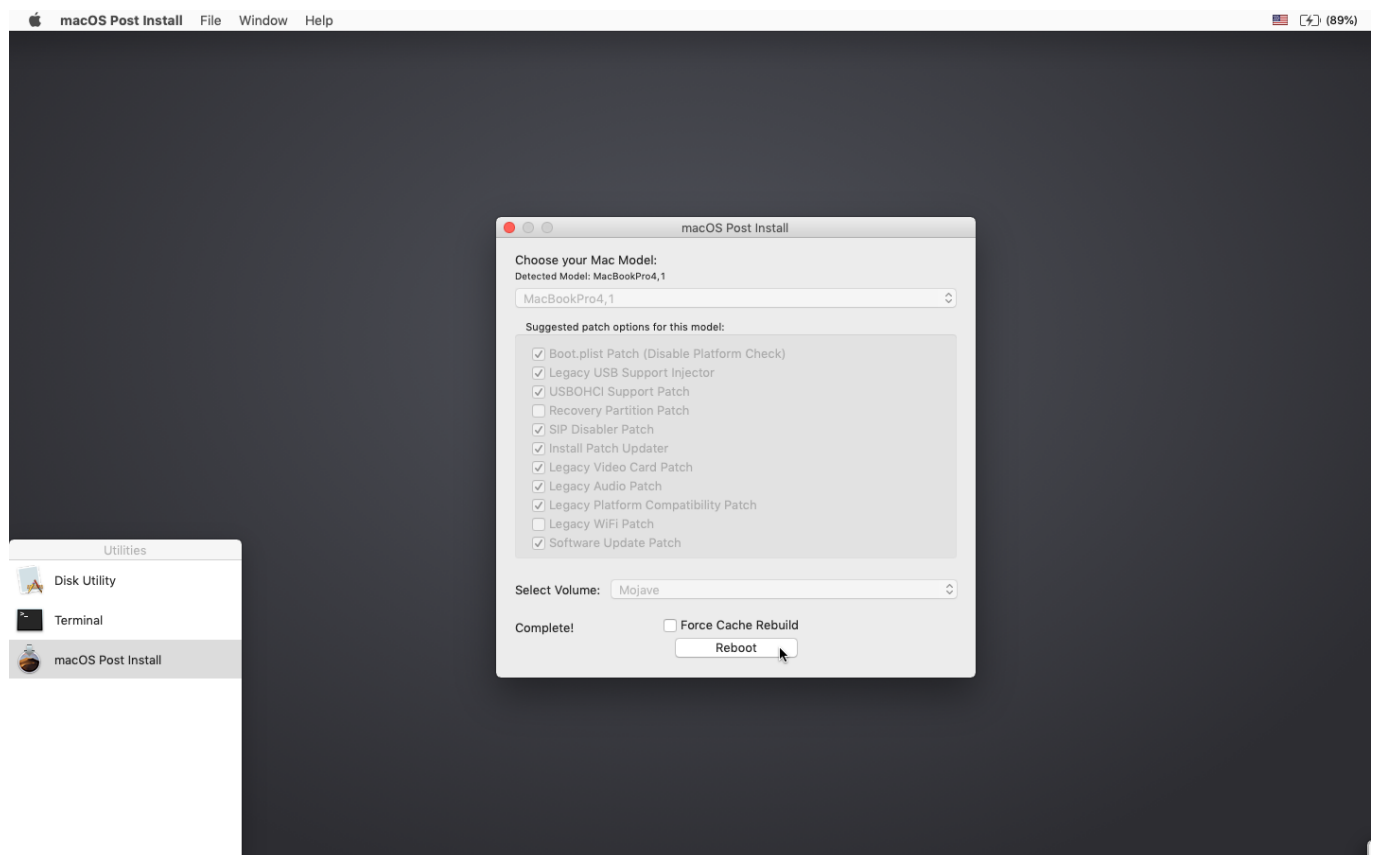 macOS Post Install File Window Help (89%)
macOS Post Install
Choose your Mac Model:
Detected Model: MacBookPro4,1
MacBookPro4,1
Suggested patch options for this model:
Boot.plist Patch (Disable Platform Check)
Legacy USB Support Injector
USBOHCI Support Patch
Recovery Partition Patch
SIP Disabler Patch
Install Patch Updater
Legacy Video Card Patch
Legacy Audio Patch
Legacy Platform Compatibility Patch
Legacy WiFi Patch
Software Update Patch
Select Volume: Mojave
Complete! Force Cache Rebuild
Reboot
Utilities
Disk Utility
Terminal
macOS Post Install